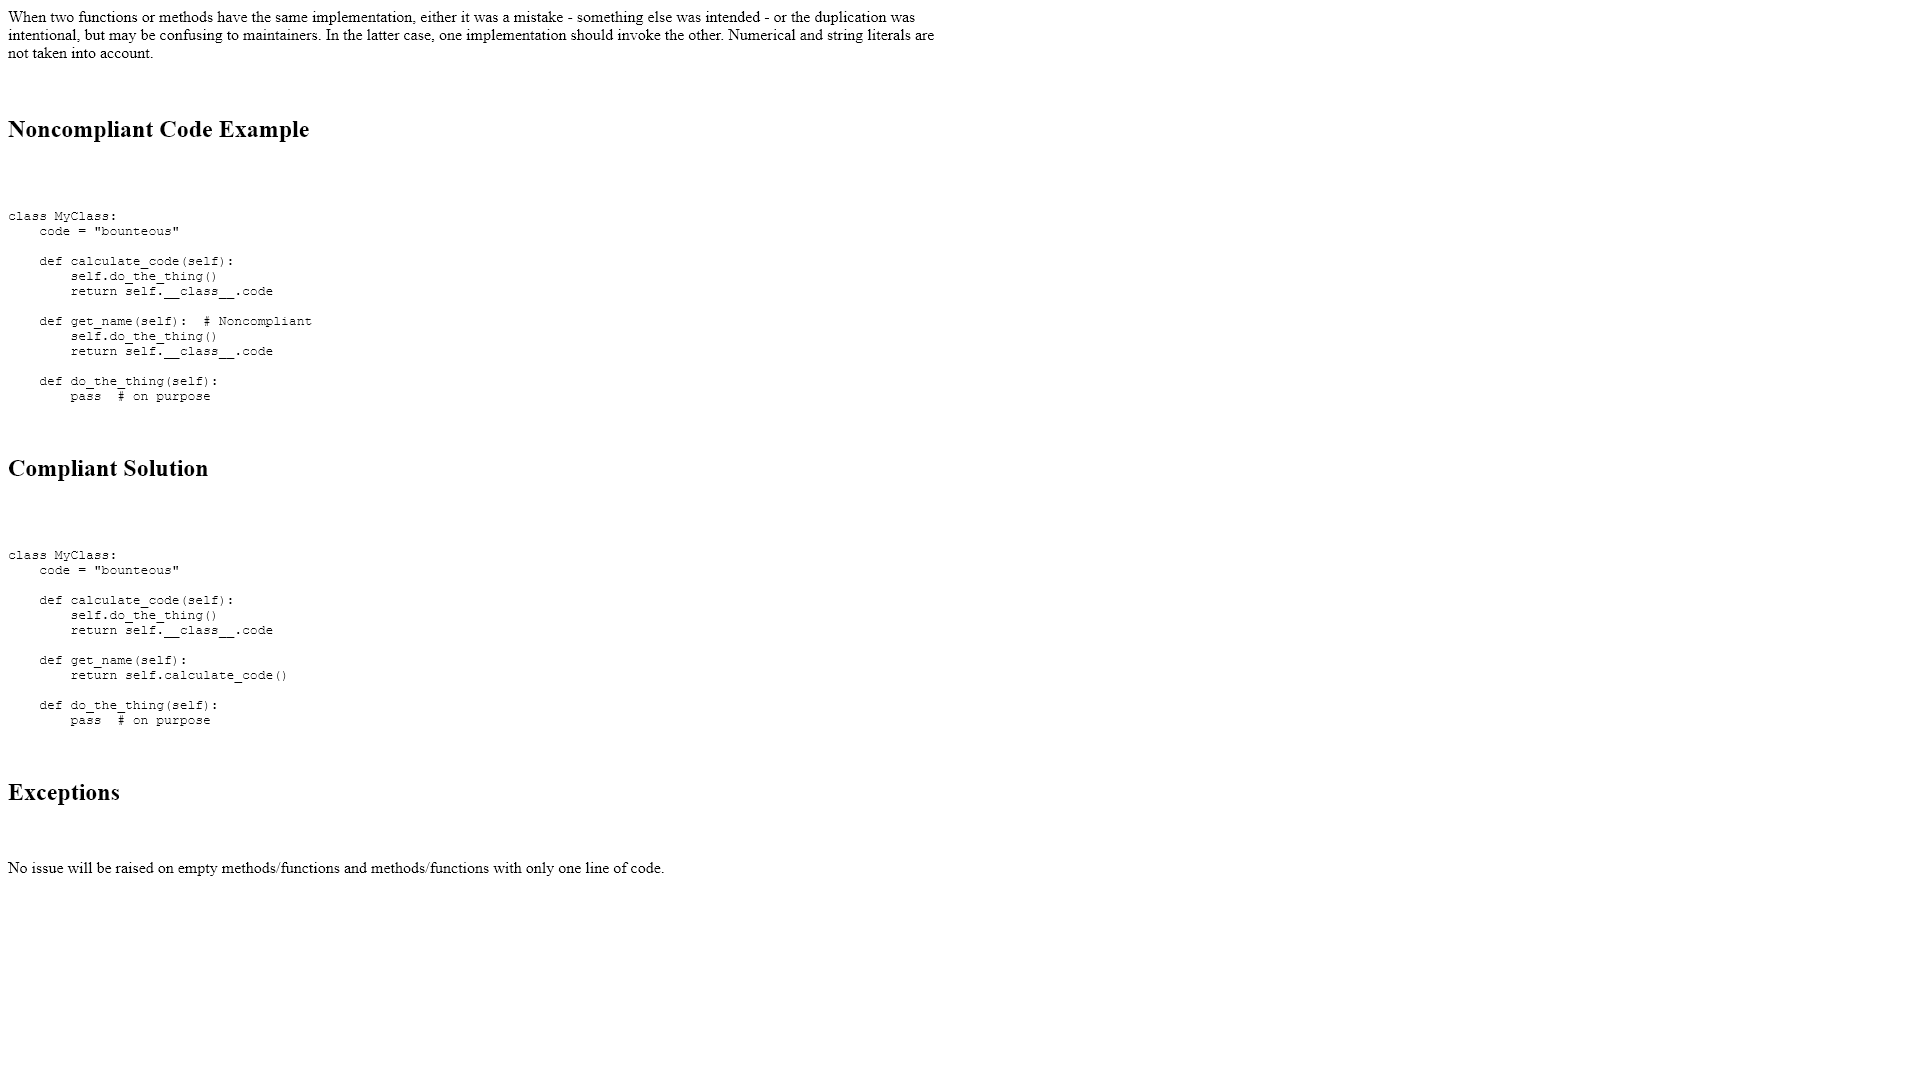 When two functions or methods have the same implementation, either it was a mistake - something else was intended - or the duplication was
intentional, but may be confusing to maintainers. In the latter case, one implementation should invoke the other. Numerical and string literals are
not taken into account.
Noncompliant Code Example
class MyClass:
    code = "bounteous"
    def calculate_code(self):
        self.do_the_thing()
        return self.__class__.code
    def get_name(self):  # Noncompliant
        self.do_the_thing()
        return self.__class__.code
    def do_the_thing(self):
        pass  # on purpose
Compliant Solution
class MyClass:
    code = "bounteous"
    def calculate_code(self):
        self.do_the_thing()
        return self.__class__.code
    def get_name(self):
        return self.calculate_code()
    def do_the_thing(self):
        pass  # on purpose
Exceptions
No issue will be raised on empty methods/functions and methods/functions with only one line of code.